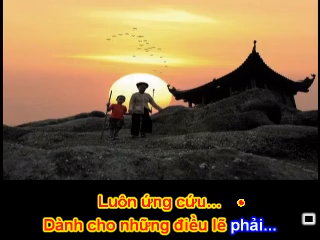 Luôn ứng cứu...
Dành cho những điều lẽ phải...